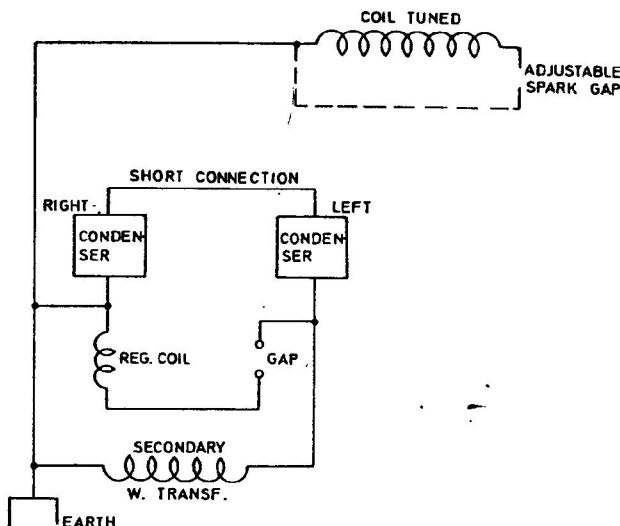 COIL TUNED
ADJUSTABLE
SPARK GAP
SHORT CONNECTION
RIGHT
LEFT
CONDEN-
SER
CONDEN-
SER
REG. COIL
GAP
SECONDARY
W. TRANSF.
EARTH